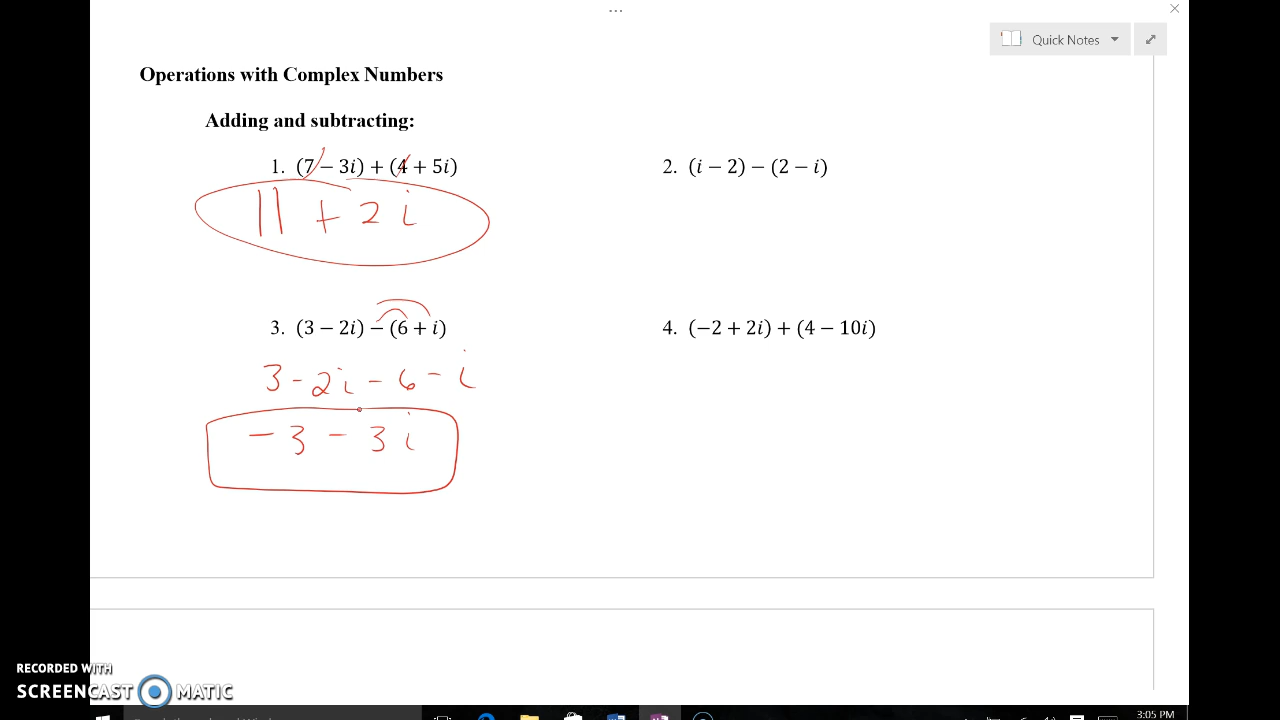 Quick Notes
Operations with Complex Numbers
Adding and subtracting:
1. (7 − 3i) + (4 + 5i)
11 + 2i
2. (i − 2) − (2 − i)
3. (3 − 2i) − (6 + i)
3 - 2i - 6 - i
-3 - 3i
4. (−2 + 2i) + (4 − 10i)
RECORDED WITH
SCREENCAST MATIC
3:05 PM